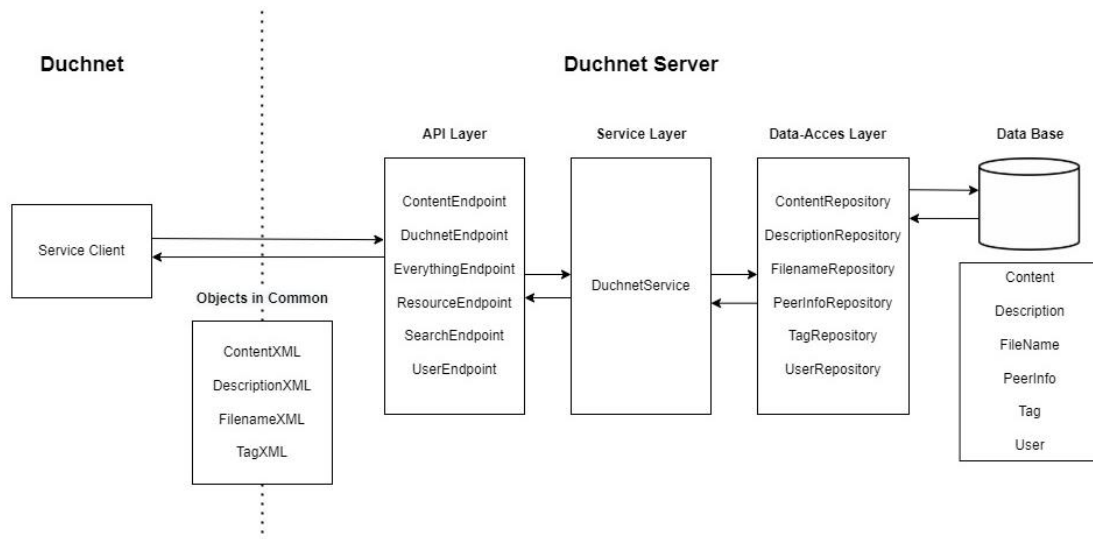 Duchnet
Duchnet Server
API Layer
Service Layer
Data-Acces Layer
Data Base
Service Client
Objects in Common
ContentXML
DescriptionXML
FilenameXML
TagXML
ContentEndpoint
DuchnetEndpoint
EverythingEndpoint
ResourceEndpoint
SearchEndpoint
UserEndpoint
DuchnetService
ContentRepository
DescriptionRepository
FilenameRepository
PeerInfoRepository
TagRepository
UserRepository
Content
Description
FileName
PeerInfo
Tag
User